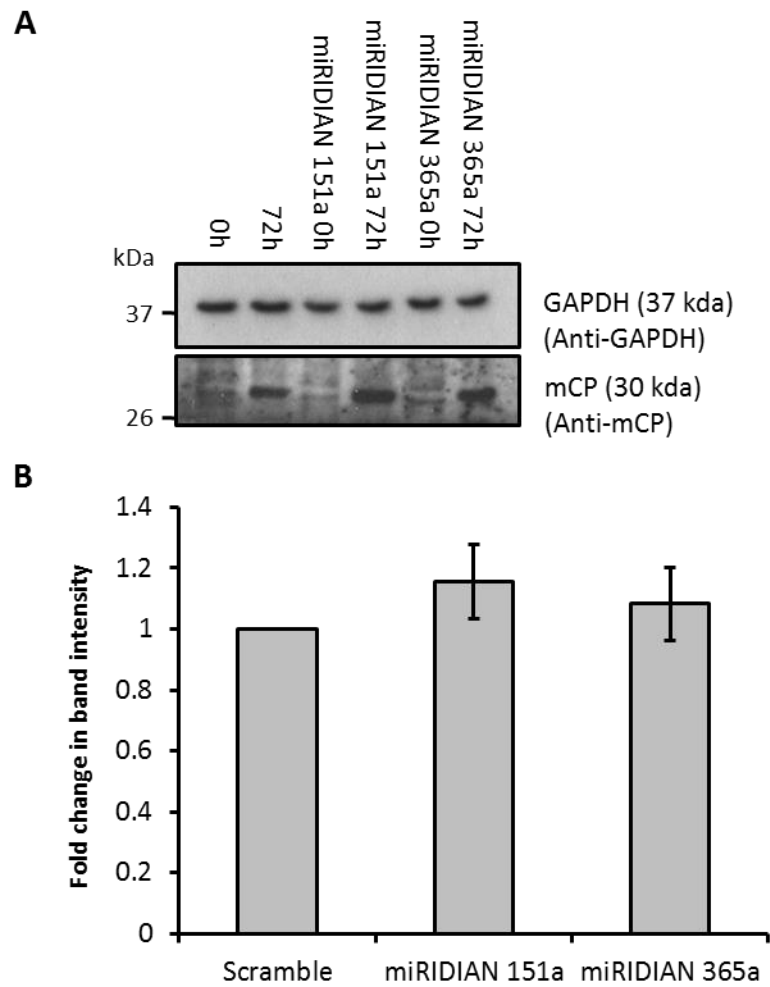 A
0h
72h
miRIDIAN 151a 0h
miRIDIAN 151a 72h
miRIDIAN 365a 0h
miRIDIAN 365a 72h
kDa
37
GAPDH (37 kda)
(Anti-GAPDH)
26
mCP (30 kda)
(Anti-mCP)
B
Fold change in band intensity
1.4
1.2
1
0.8
0.6
0.4
0.2
0
Scramble
miRIDIAN 151a
miRIDIAN 365a